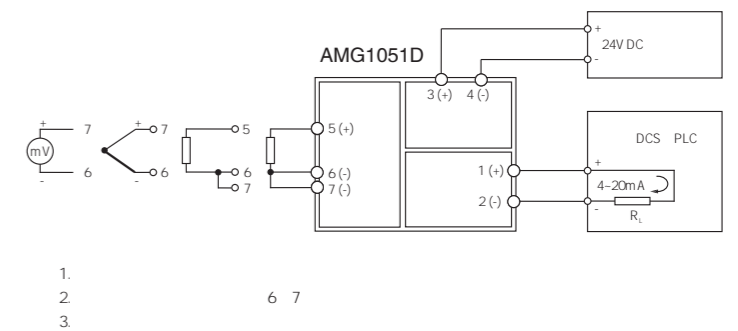 +
24V DC
-
AMG1051D
3 (+) 4 (-)
+ 7
mV
6
-
+ 7
6
-
5
6
7
5 (+)
6 (-)
7 (-)
1 (+)
2 (-)
DCS PLC
+
4-20mA
-
RL
1.
2. 6 7
3.